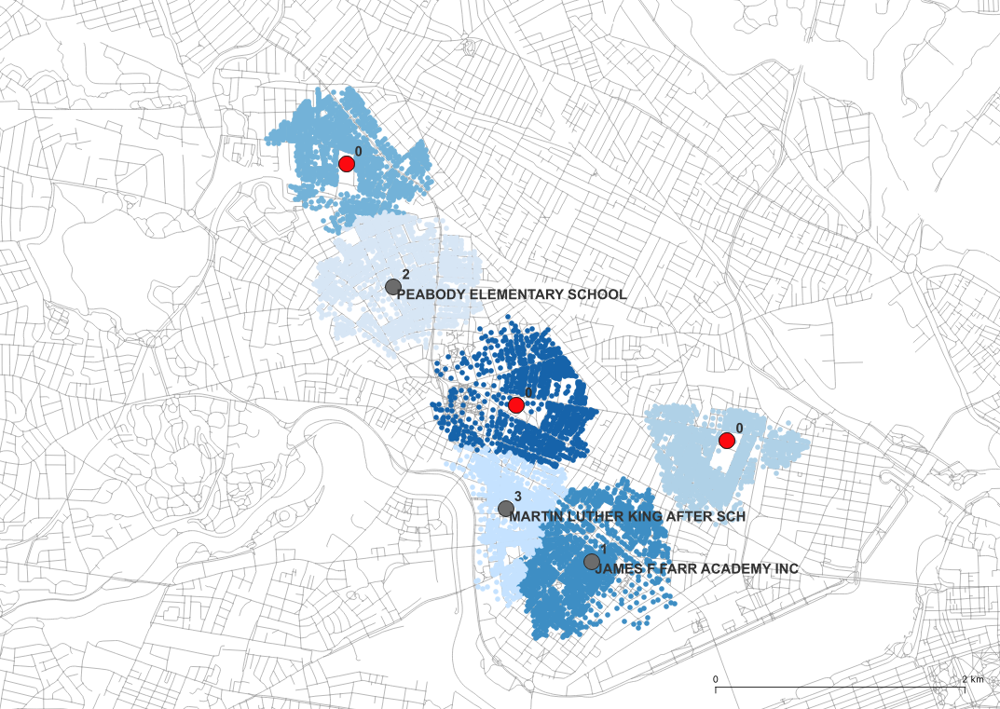 0
2
PEABODY ELEMENTARY SCHOOL
0
0
3
MARTIN LUTHER KING AFTER SCH
1
JAMES F FARR ACADEMY INC
0
2 km